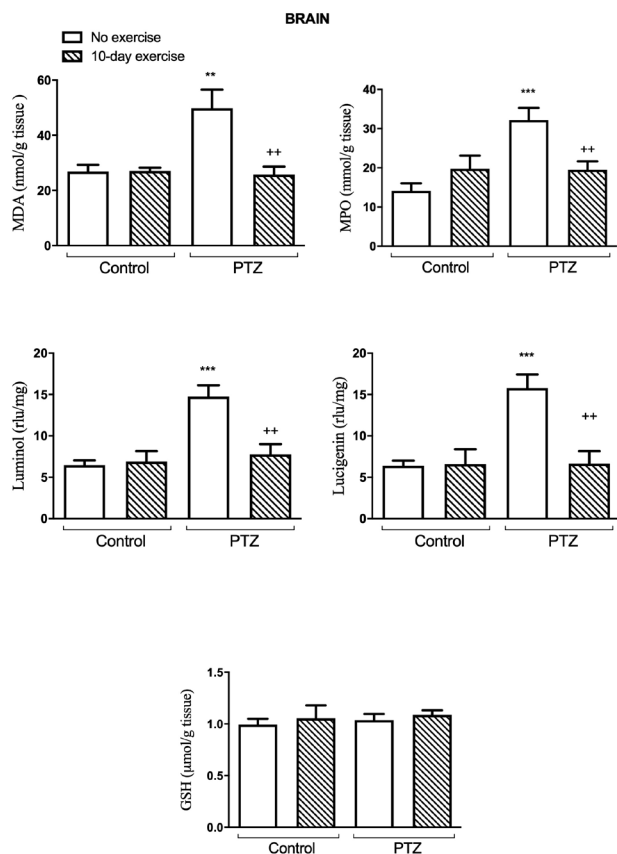 BRAIN
No exercise
10-day exercise
MDA (nmol/g tissue )
60
40
20
0
**
++
Control
PTZ
MPO (mmol/g tissue)
40
30
20
10
0
***
++
Control
PTZ
Luminol (rlu/mg)
20
15
10
5
0
***
++
Control
PTZ
Lucigenin (rlu/mg)
20
15
10
5
0
***
++
Control
PTZ
GSH (μmol/g tissue)
1.5
1.0
0.5
0.0
Control
PTZ